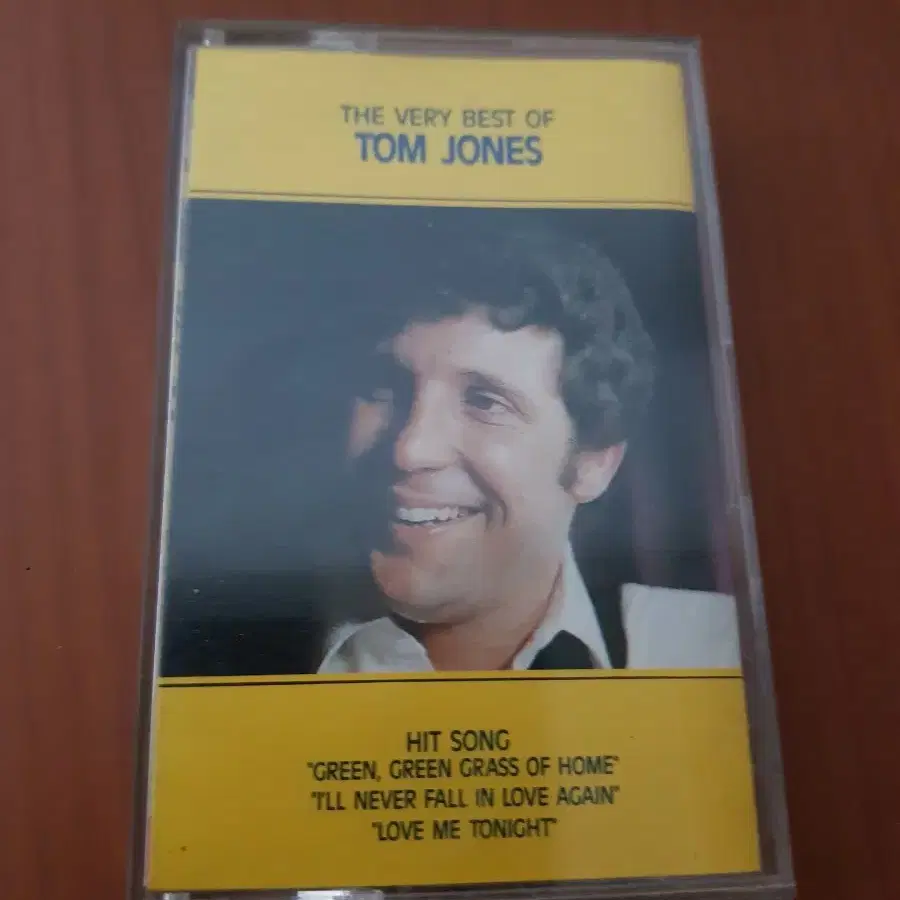 THE VERY BEST OF
TOM JONES
HIT SONG
"GREEN, GREEN GRASS OF HOME"
"I'LL NEVER FALL IN LOVE AGAIN"
"LOVE ME TONIGHT"